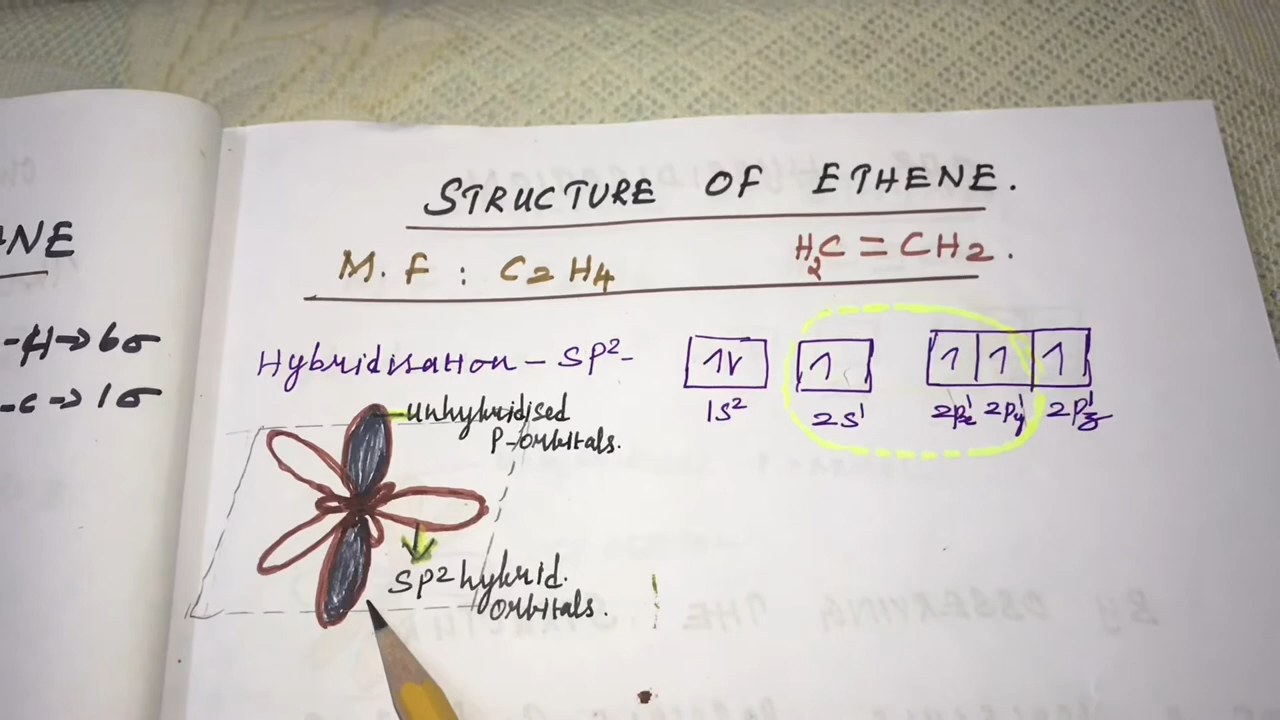 STRUCTURE OF ETHENE.
M.F : C2H4
H2C = CH2.
Hybridisation - SP2-
1s2
2s1
2px1 2py1 2pz1
unhybridised
P-orbitals.
SP2 hybrid.
orbitals.
NE
-H→6σ
-c→1σ